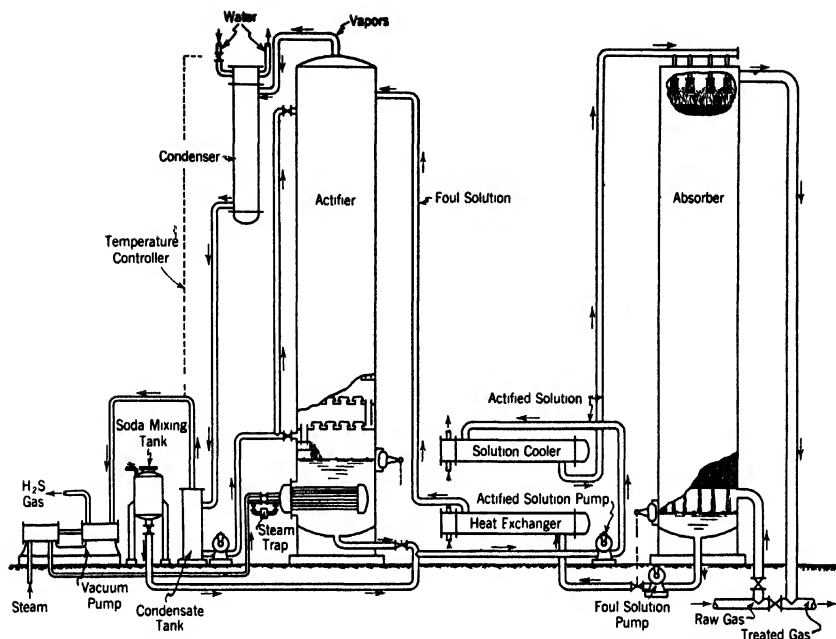 Water
Vapors
Condenser
Actifier
Absorber
Foul Solution
Temperature
Controller
Actified Solution
Soda Mixing
Tank
Solution Cooler
H₂S
Gas
Actified Solution Pump
Steam
Trap
Heat Exchanger
Steam
Vacuum
Pump
Condensate
Tank
Foul Solution
Pump
Raw Gas
Treated Gas